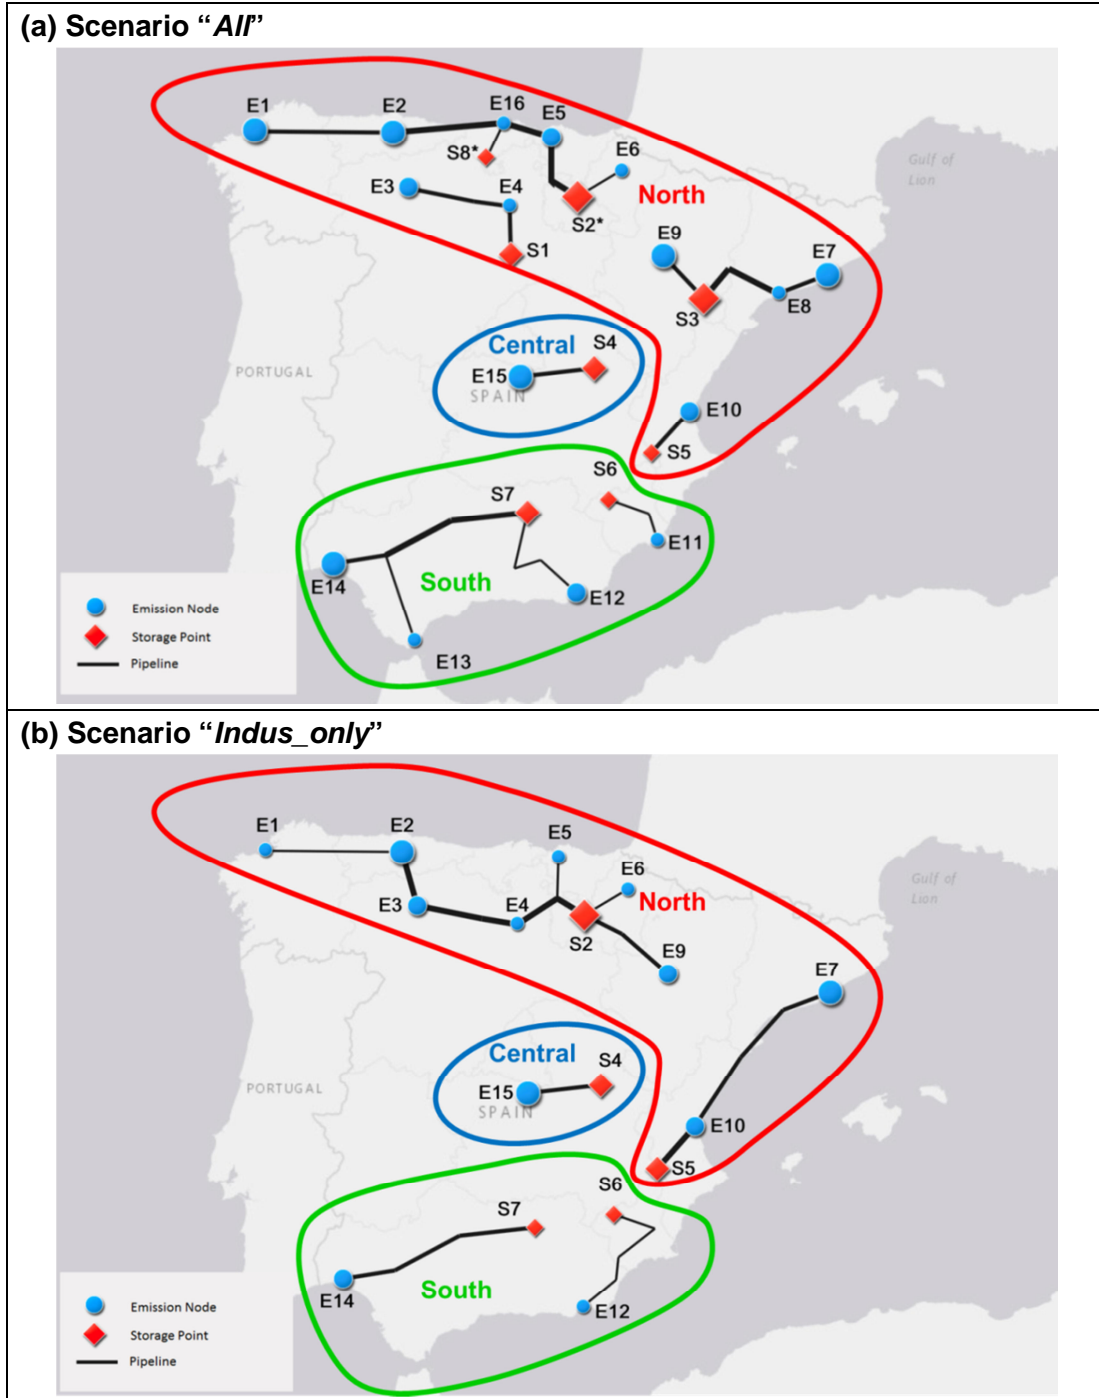 (a) Scenario “All”
E1
E2
E16
E5
S8*
E6
Gulf of
Lion
E3
E4
North
S2*
S1
E9
E7
E8
S3
Central
S4
PORTUGAL
E15
SPAIN
E10
S5
S6
S7
E11
E14
South
E12
E13
Emission Node
Storage Point
Pipeline
(b) Scenario “Indus_only”
E1
E2
E5
E6
Gulf of
Lion
E3
E4
North
S2
E9
E7
Central
S4
PORTUGAL
E15
SPAIN
E10
S5
S6
S7
E14
South
E12
Emission Node
Storage Point
Pipeline